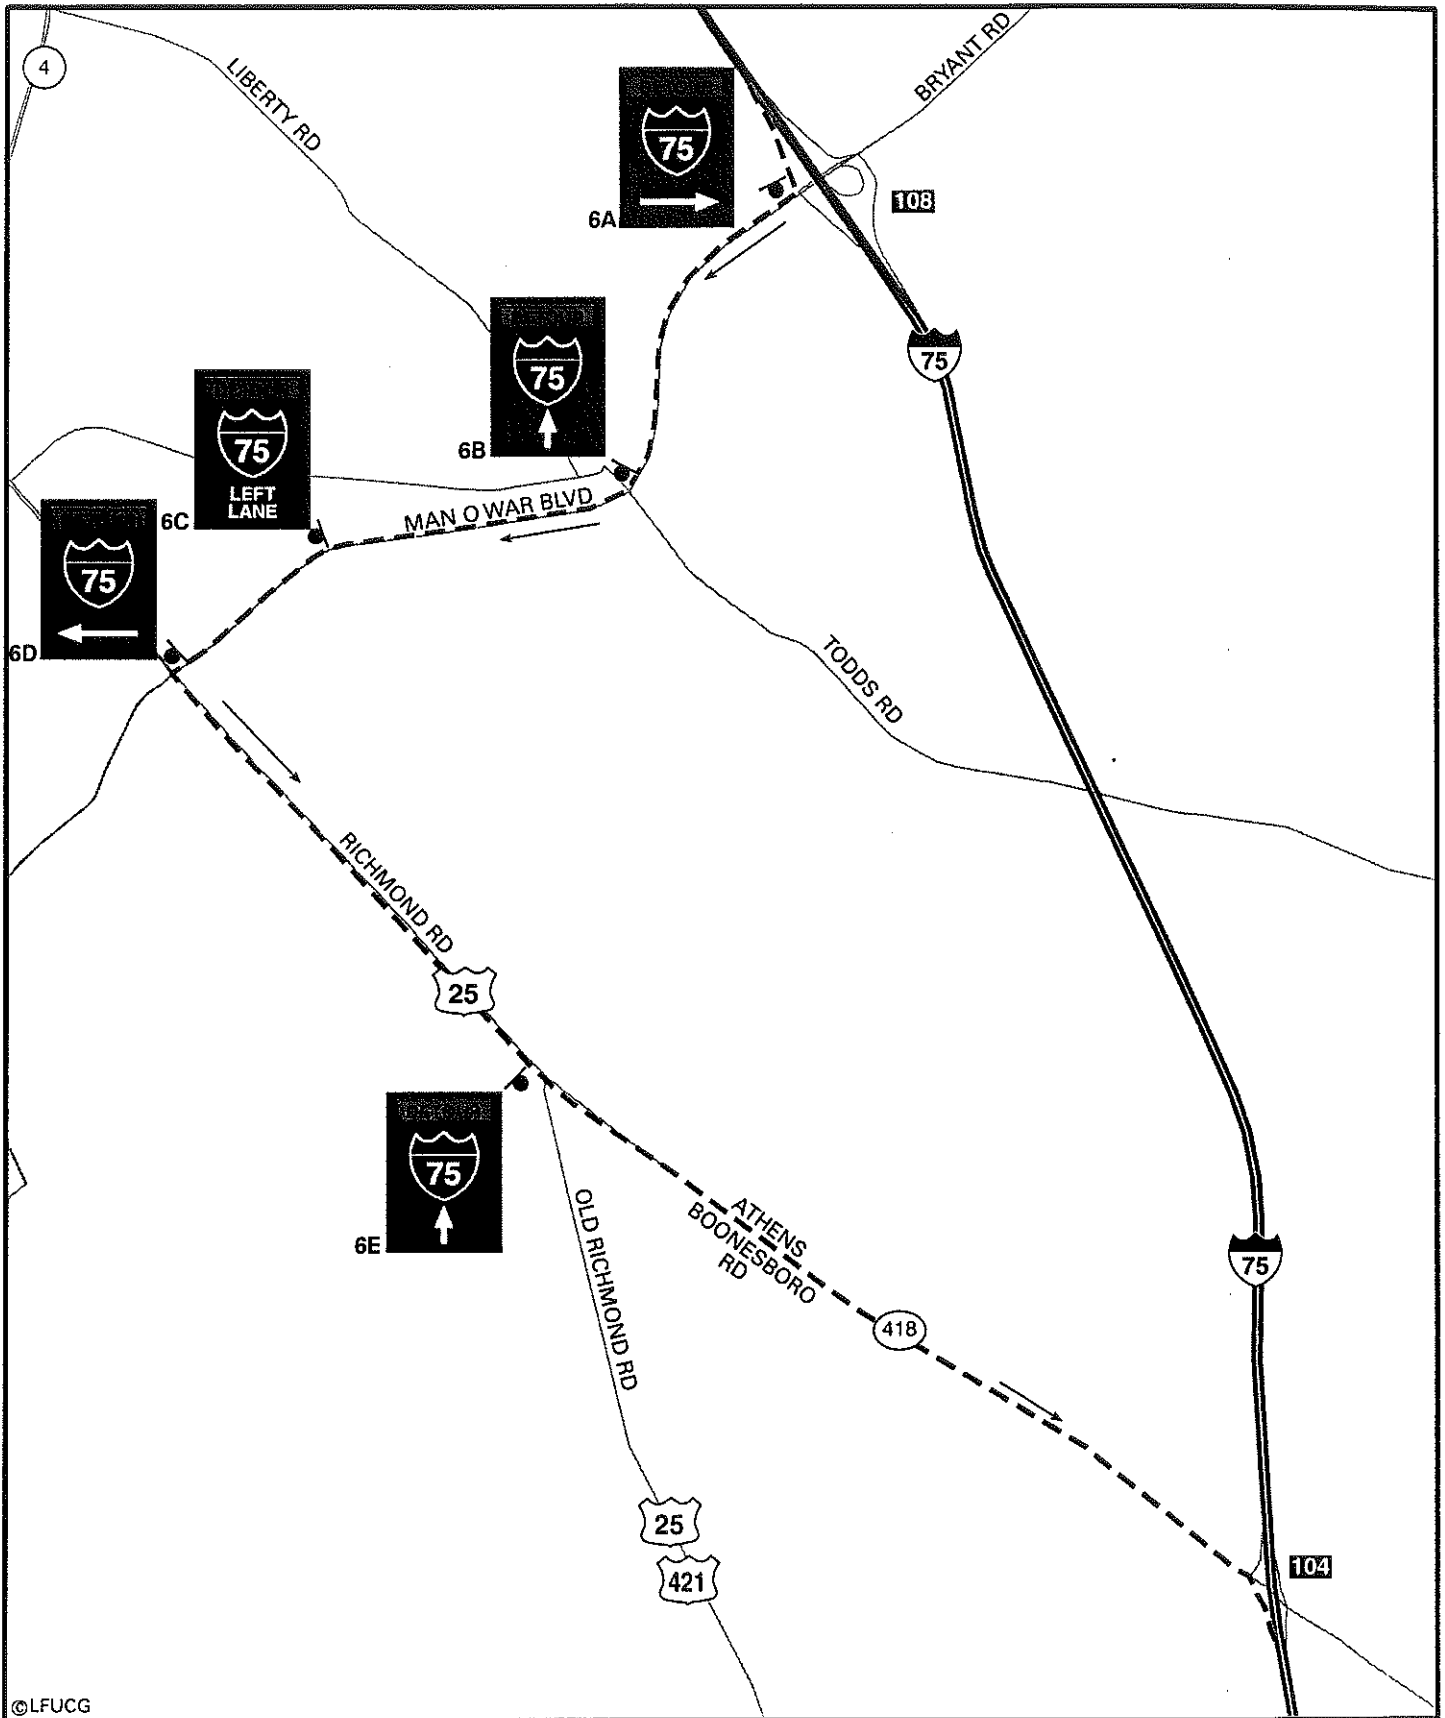 4
LIBERTY RD
BRYANT RD
75
6A
108
75
75
6B
75
LEFT
LANE
6C
MAN O WAR BLVD
75
6D
TODDS RD
RICHMOND RD
25
75
6E
ATHENS
BOONESBORO
RD
OLD RICHMOND RD
75
418
25
421
104
©LFUCG